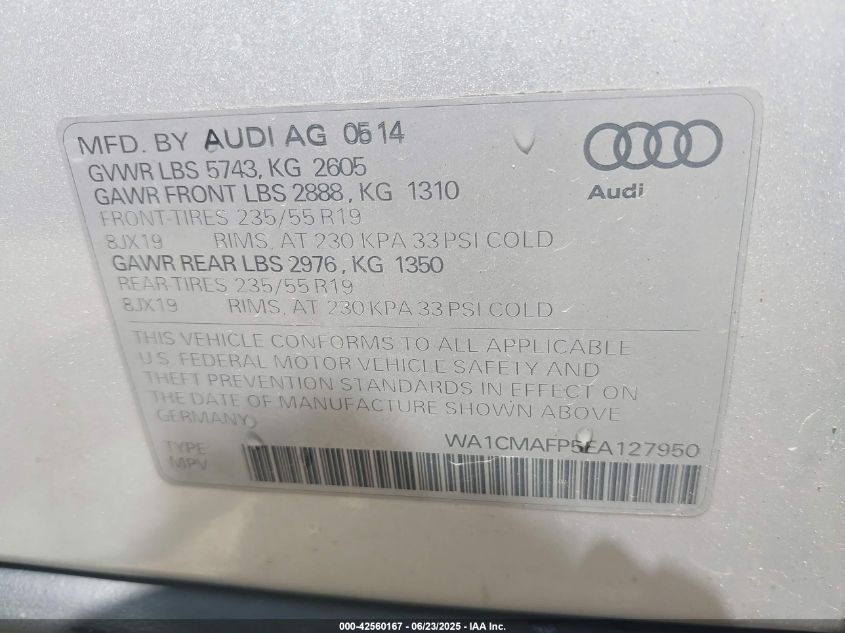 MFD. BY AUDI AG 05 14
GVWR LBS 5743, KG 2605
GAWR FRONT LBS 2888, KG 1310
FRONT-TIRES 235/55 R19
8JX19 RIMS, AT 230 KPA 33 PSI COLD
GAWR REAR LBS 2976, KG 1350
REAR-TIRES 235/55 R19
8JX19 RIMS, AT 230 KPA 33 PSI COLD
Audi
THIS VEHICLE CONFORMS TO ALL APPLICABLE
U.S. FEDERAL MOTOR VEHICLE SAFETY AND
THEFT PREVENTION STANDARDS IN EFFECT ON
THE DATE OF MANUFACTURE SHOWN ABOVE
GERMANY
WA1CMAFP5EA127950
TYPE
MPV
000-42560167 - 06/23/2025 - IAA Inc.